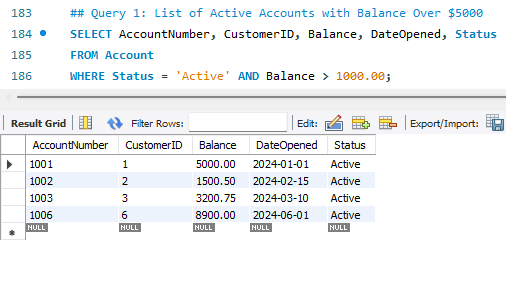 183 ## Query 1: List of Active Accounts with Balance Over $5000
184 SELECT AccountNumber, CustomerID, Balance, DateOpened, Status
185 FROM Account
186 WHERE Status = 'Active' AND Balance > 1000.00;
Result Grid Filter Rows: Edit: Export/Import:
AccountNumber CustomerID Balance DateOpened Status
1001 1 5000.00 2024-01-01 Active
1002 2 1500.50 2024-02-15 Active
1003 3 3200.75 2024-03-10 Active
1006 6 8900.00 2024-06-01 Active
NULL NULL NULL NULL NULL